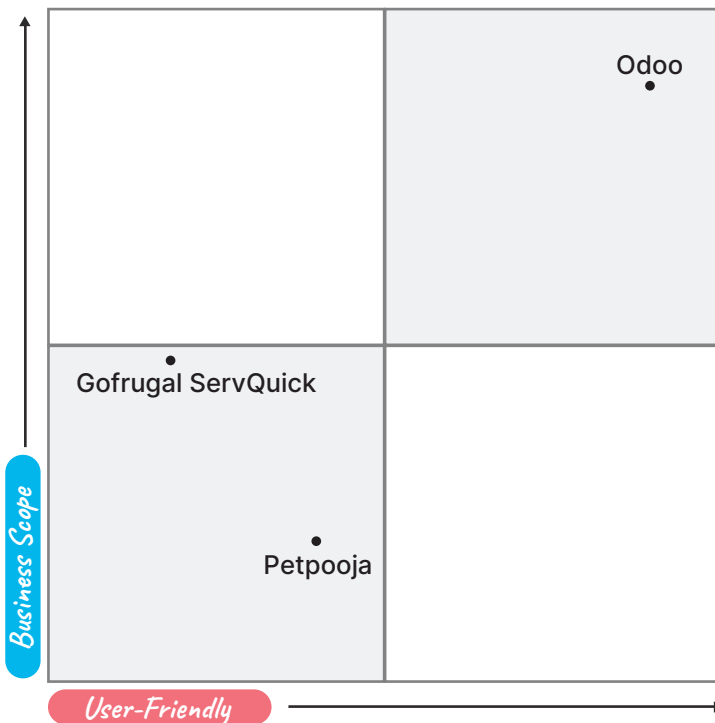 Odoo
Gofrugal ServQuick
Petpooja
Business Scope
User-Friendly